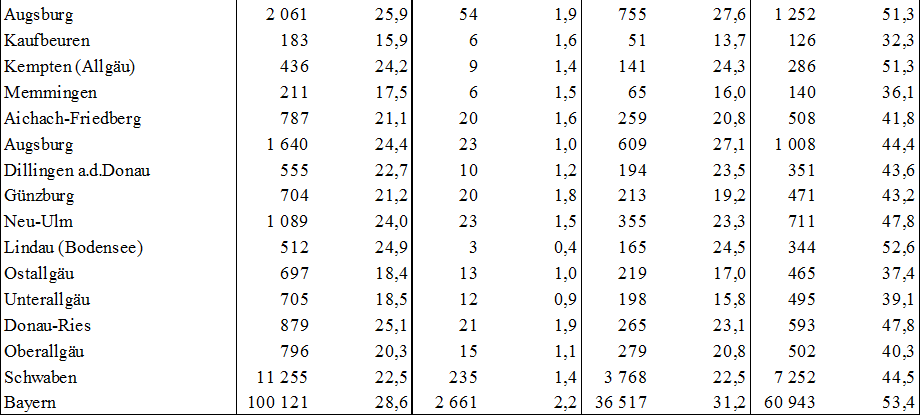 Augsburg 2 061 25,9 54 1,9 755 27,6 1 252 51,3
Kaufbeuren 183 15,9 6 1,6 51 13,7 126 32,3
Kempten (Allgäu) 436 24,2 9 1,4 141 24,3 286 51,3
Memmingen 211 17,5 6 1,5 65 16,0 140 36,1
Aichach-Friedberg 787 21,1 20 1,6 259 20,8 508 41,8
Augsburg 1 640 24,4 23 1,0 609 27,1 1 008 44,4
Dillingen a.d.Donau 555 22,7 10 1,2 194 23,5 351 43,6
Günzburg 704 21,2 20 1,8 213 19,2 471 43,2
Neu-Ulm 1 089 24,0 23 1,5 355 23,3 711 47,8
Lindau (Bodensee) 512 24,9 3 0,4 165 24,5 344 52,6
Ostallgäu 697 18,4 13 1,0 219 17,0 465 37,4
Unterallgäu 705 18,5 12 0,9 198 15,8 495 39,1
Donau-Ries 879 25,1 21 1,9 265 23,1 593 47,8
Oberallgäu 796 20,3 15 1,1 279 20,8 502 40,3
Schwaben 11 255 22,5 235 1,4 3 768 22,5 7 252 44,5
Bayern 100 121 28,6 2 661 2,2 36 517 31,2 60 943 53,4